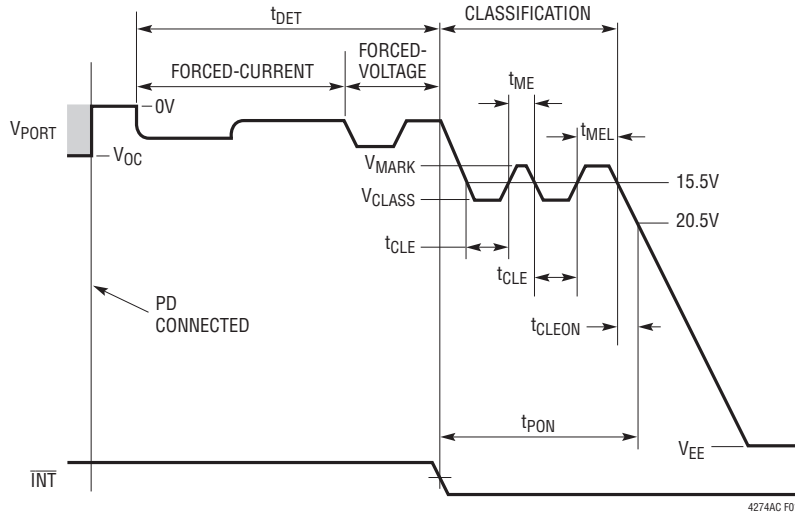 tDET
CLASSIFICATION
FORCED-CURRENT
FORCED-
VOLTAGE
tME
0V
VPORT
tMEL
VOC
VMARK
15.5V
VCLASS
20.5V
tCLE
tCLE
PD
CONNECTED
tCLEON
tPON
VEE
INT
4274AC F0